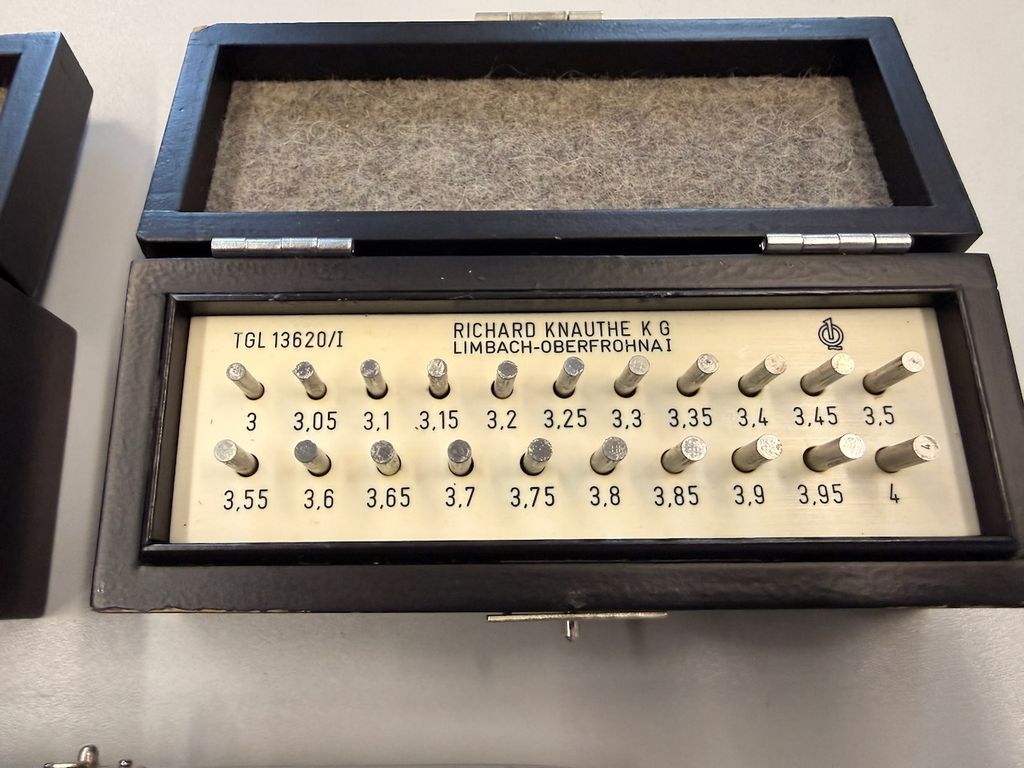 TGL 13620/I
RICHARD KNAUTHE K G
LIMBACH-OBERFROHNA I
3 3,05 3,1 3,15 3,2 3,25 3,3 3,35 3,4 3,45 3,5
3,55 3,6 3,65 3,7 3,75 3,8 3,85 3,9 3,95 4